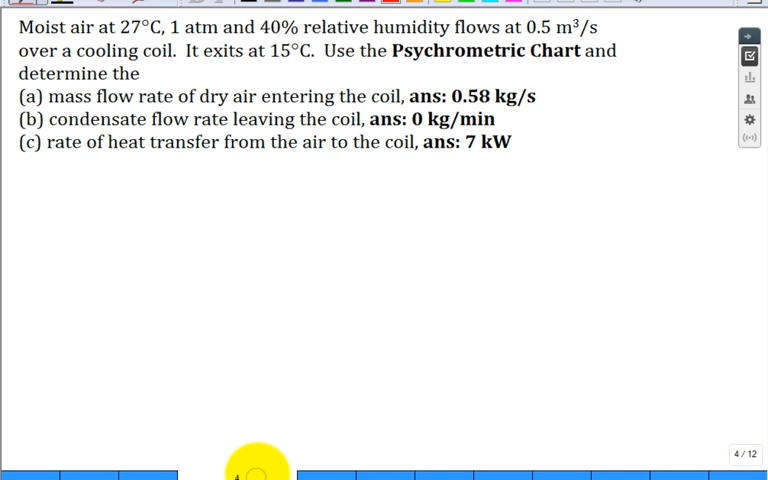 Moist air at 27°C, 1 atm and 40% relative humidity flows at 0.5 m³/s
over a cooling coil.  It exits at 15°C.  Use the Psychrometric Chart and
determine the
(a) mass flow rate of dry air entering the coil, ans: 0.58 kg/s
(b) condensate flow rate leaving the coil, ans: 0 kg/min
(c) rate of heat transfer from the air to the coil, ans: 7 kW
4 / 12
4